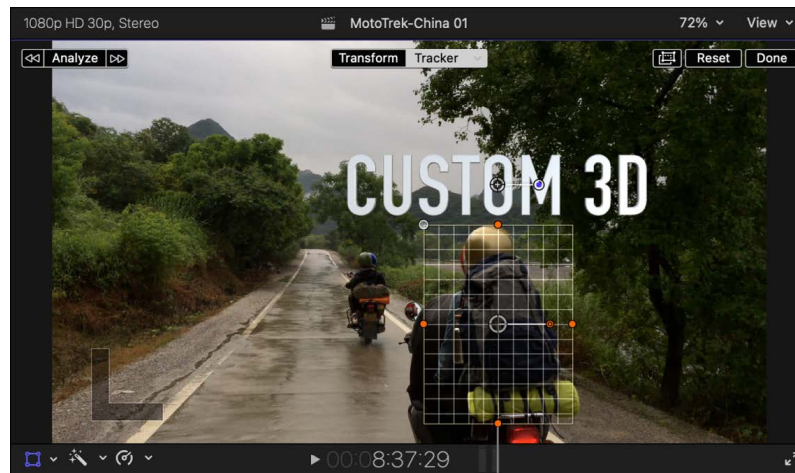 1080p HD 30p, Stereo MotoTrek-China 01 72% View
Analyze Transform Tracker Reset Done
CUSTOM 3D
00:08:37:29